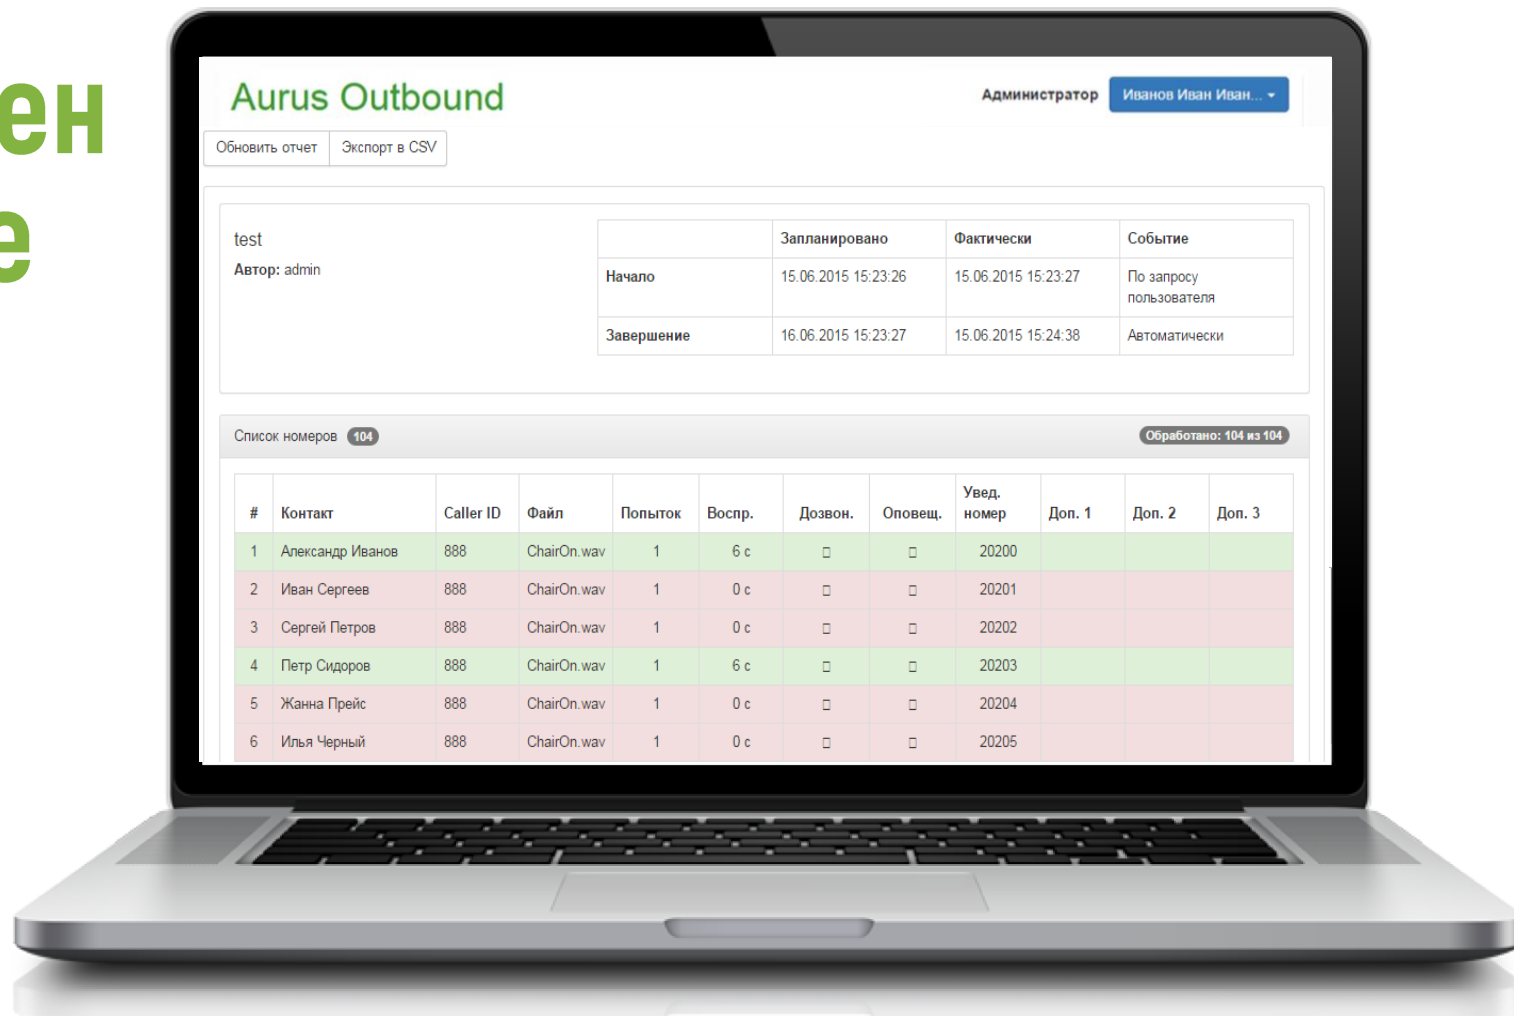 ен
е
Aurus Outbound
Администратор Иванов Иван Иван...
Обновить отчет Экспорт в CSV
test
Автор: admin
Запланировано Фактически Событие
Начало 15.06.2015 15:23:26 15.06.2015 15:23:27 По запросу
пользователя
Завершение 16.06.2015 15:23:27 15.06.2015 15:24:38 Автоматически
Список номеров 104 Обработано: 104 из 104
# Контакт Caller ID Файл Попыток Воспр. Дозвон. Оповещ. Увед. номер Доп. 1 Доп. 2 Доп. 3
1 Александр Иванов 888 ChairOn.wav 1 6 с 20200
2 Иван Сергеев 888 ChairOn.wav 1 0 с 20201
3 Сергей Петров 888 ChairOn.wav 1 0 с 20202
4 Петр Сидоров 888 ChairOn.wav 1 6 с 20203
5 Жанна Прейс 888 ChairOn.wav 1 0 с 20204
6 Илья Черный 888 ChairOn.wav 1 0 с 20205